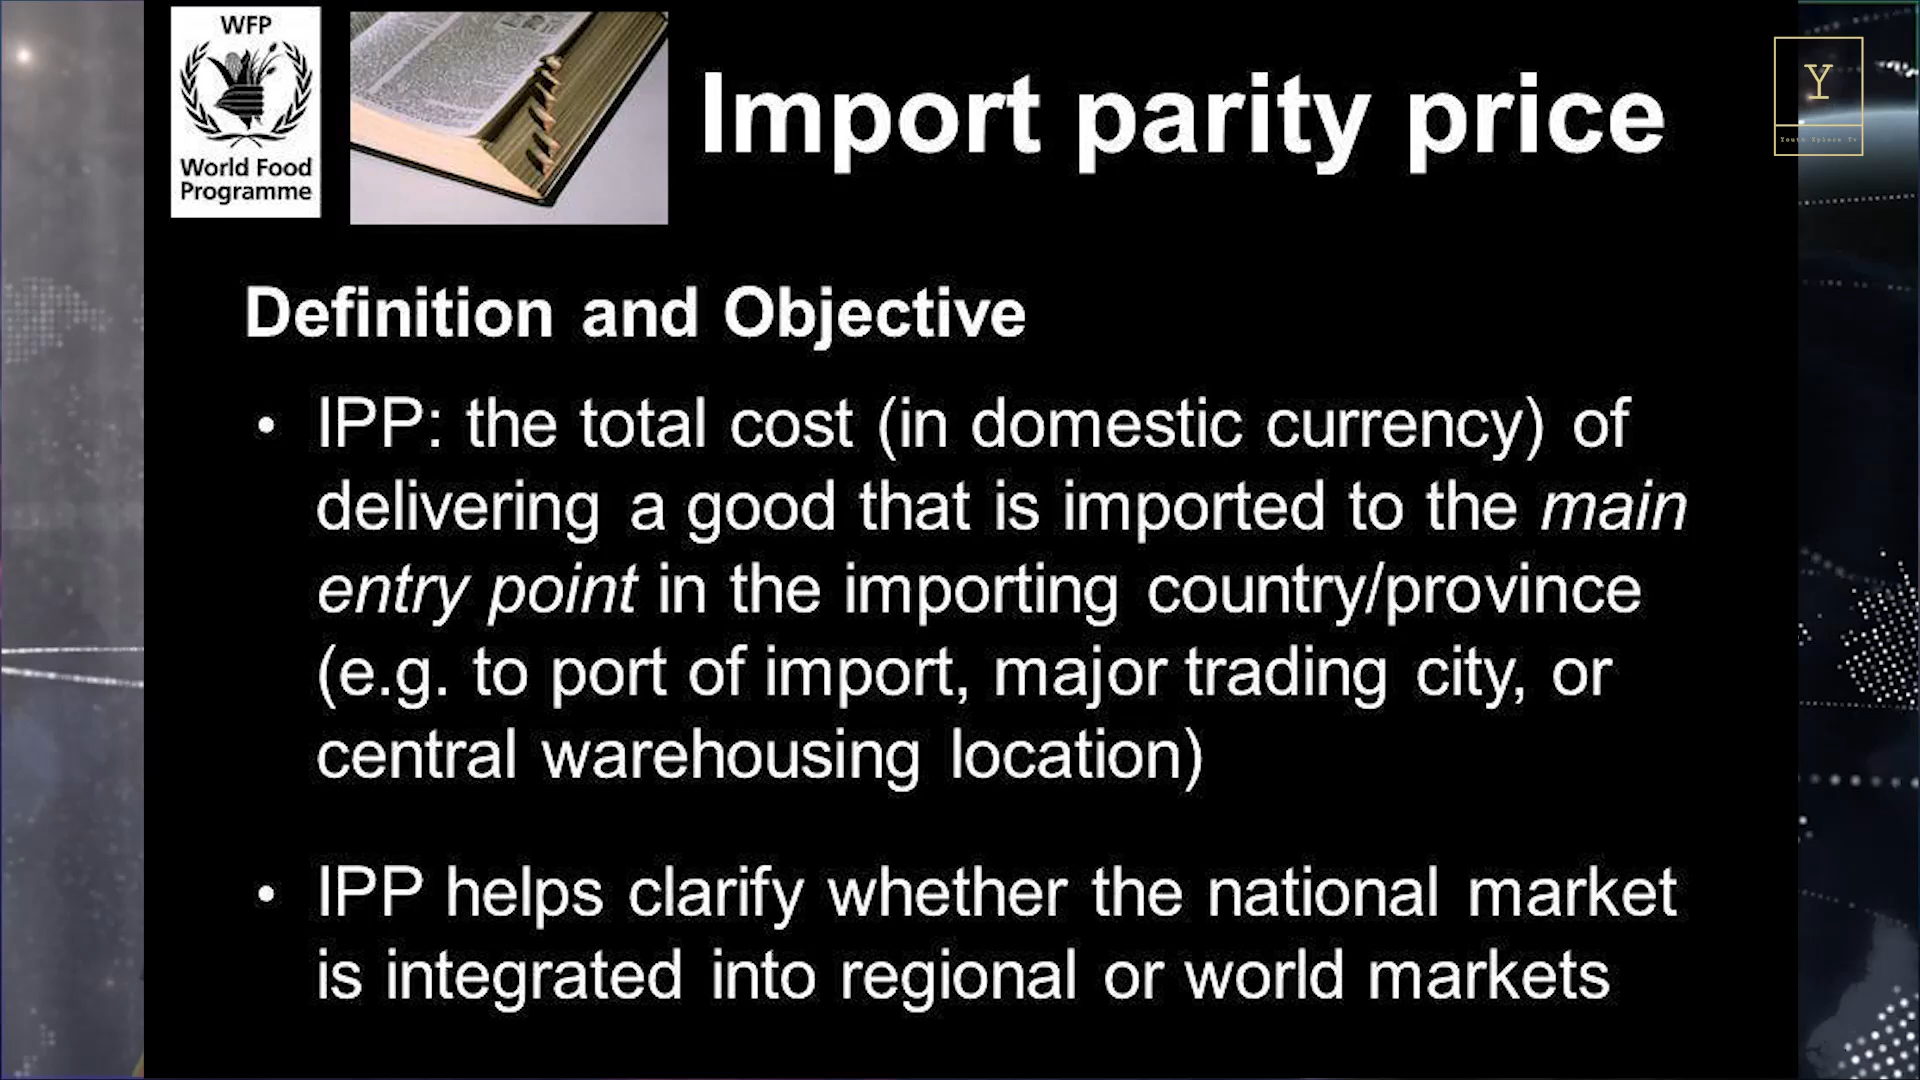 WFP
World Food
Programme
Import parity price
Y
Definition and Objective
• IPP: the total cost (in domestic currency) of
delivering a good that is imported to the main
entry point in the importing country/province
(e.g. to port of import, major trading city, or
central warehousing location)
• IPP helps clarify whether the national market
is integrated into regional or world markets